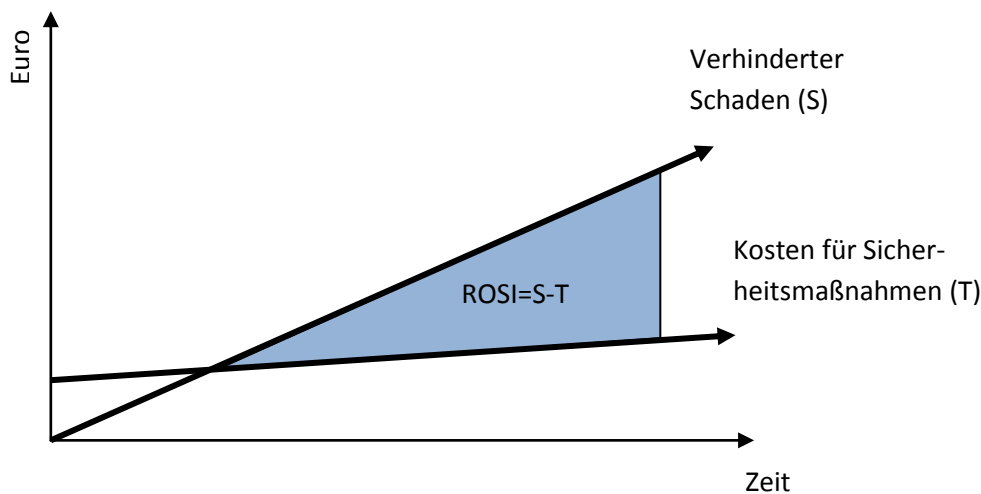 Euro
Verhinderter
Schaden (S)
Kosten für Sicher-
heitsmaßnahmen (T)
ROSI=S-T
Zeit